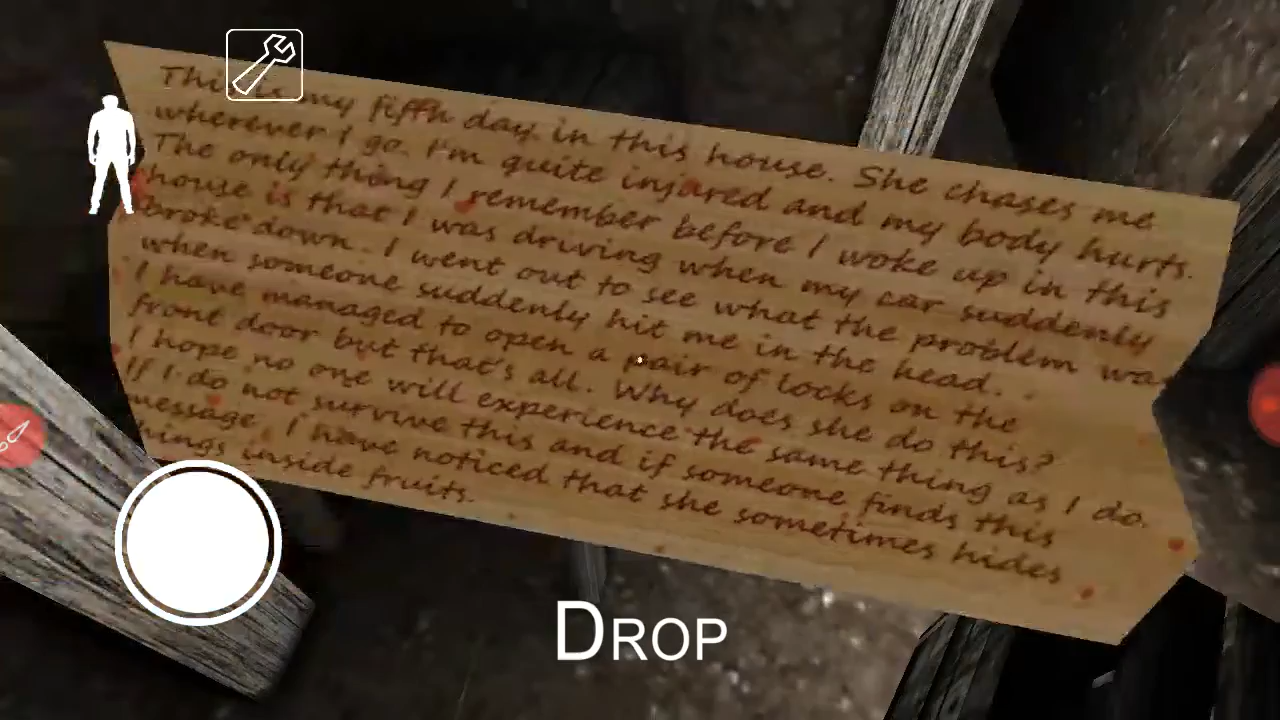 This is my fifth day in this house. She chases me
wherever I go. I'm quite injured and my body hurts.
The only thing I remember before I woke up in this
house is that I was driving when my car suddenly
broke down. I went out to see what the problem was
when someone suddenly hit me in the head.
I have managed to open a pair of locks on the
front door but that's all. Why does she do this?
I hope no one will experience the same thing as I do.
If I do not survive this and if someone finds this
message, I have noticed that she sometimes hides
things inside fruits.
DROP